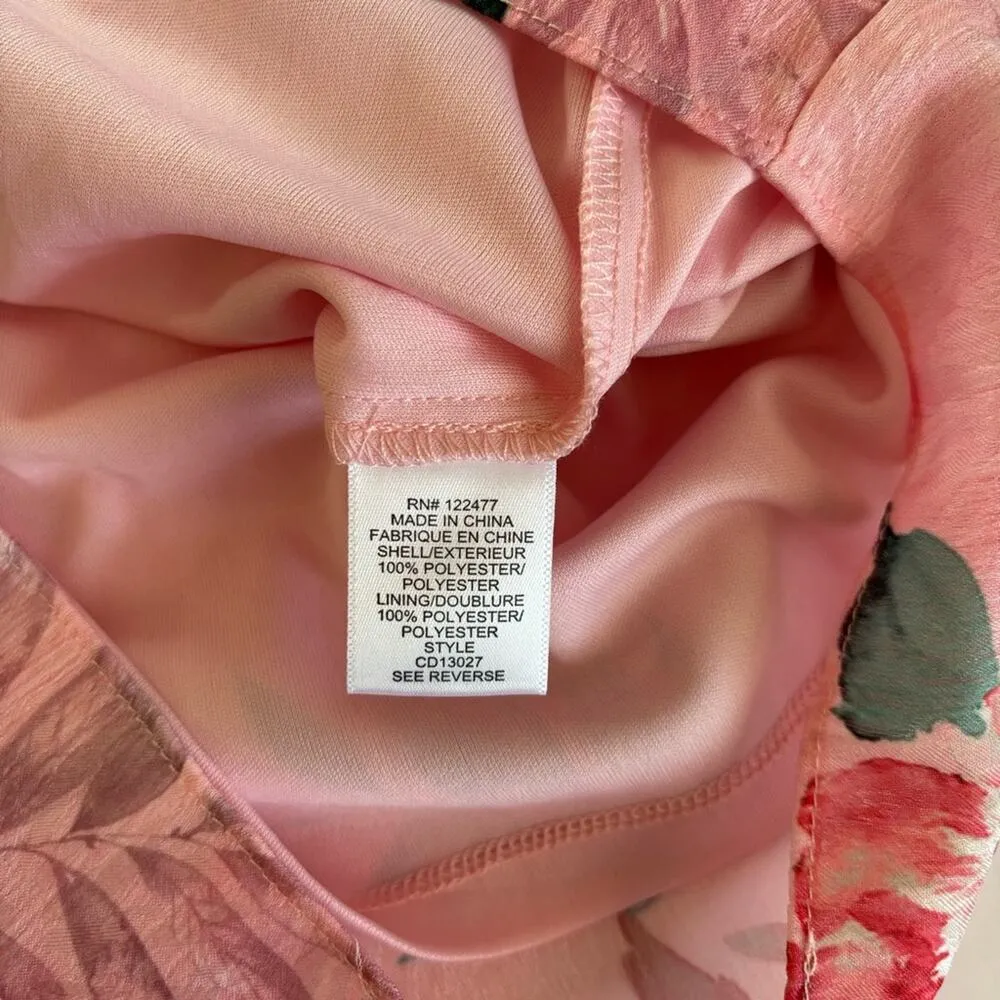 RN# 122477
MADE IN CHINA
FABRIQUE EN CHINE
SHELL/EXTERIEUR
100% POLYESTER/
POLYESTER
LINING/DOUBLURE
100% POLYESTER/
POLYESTER
STYLE
CD13027
SEE REVERSE